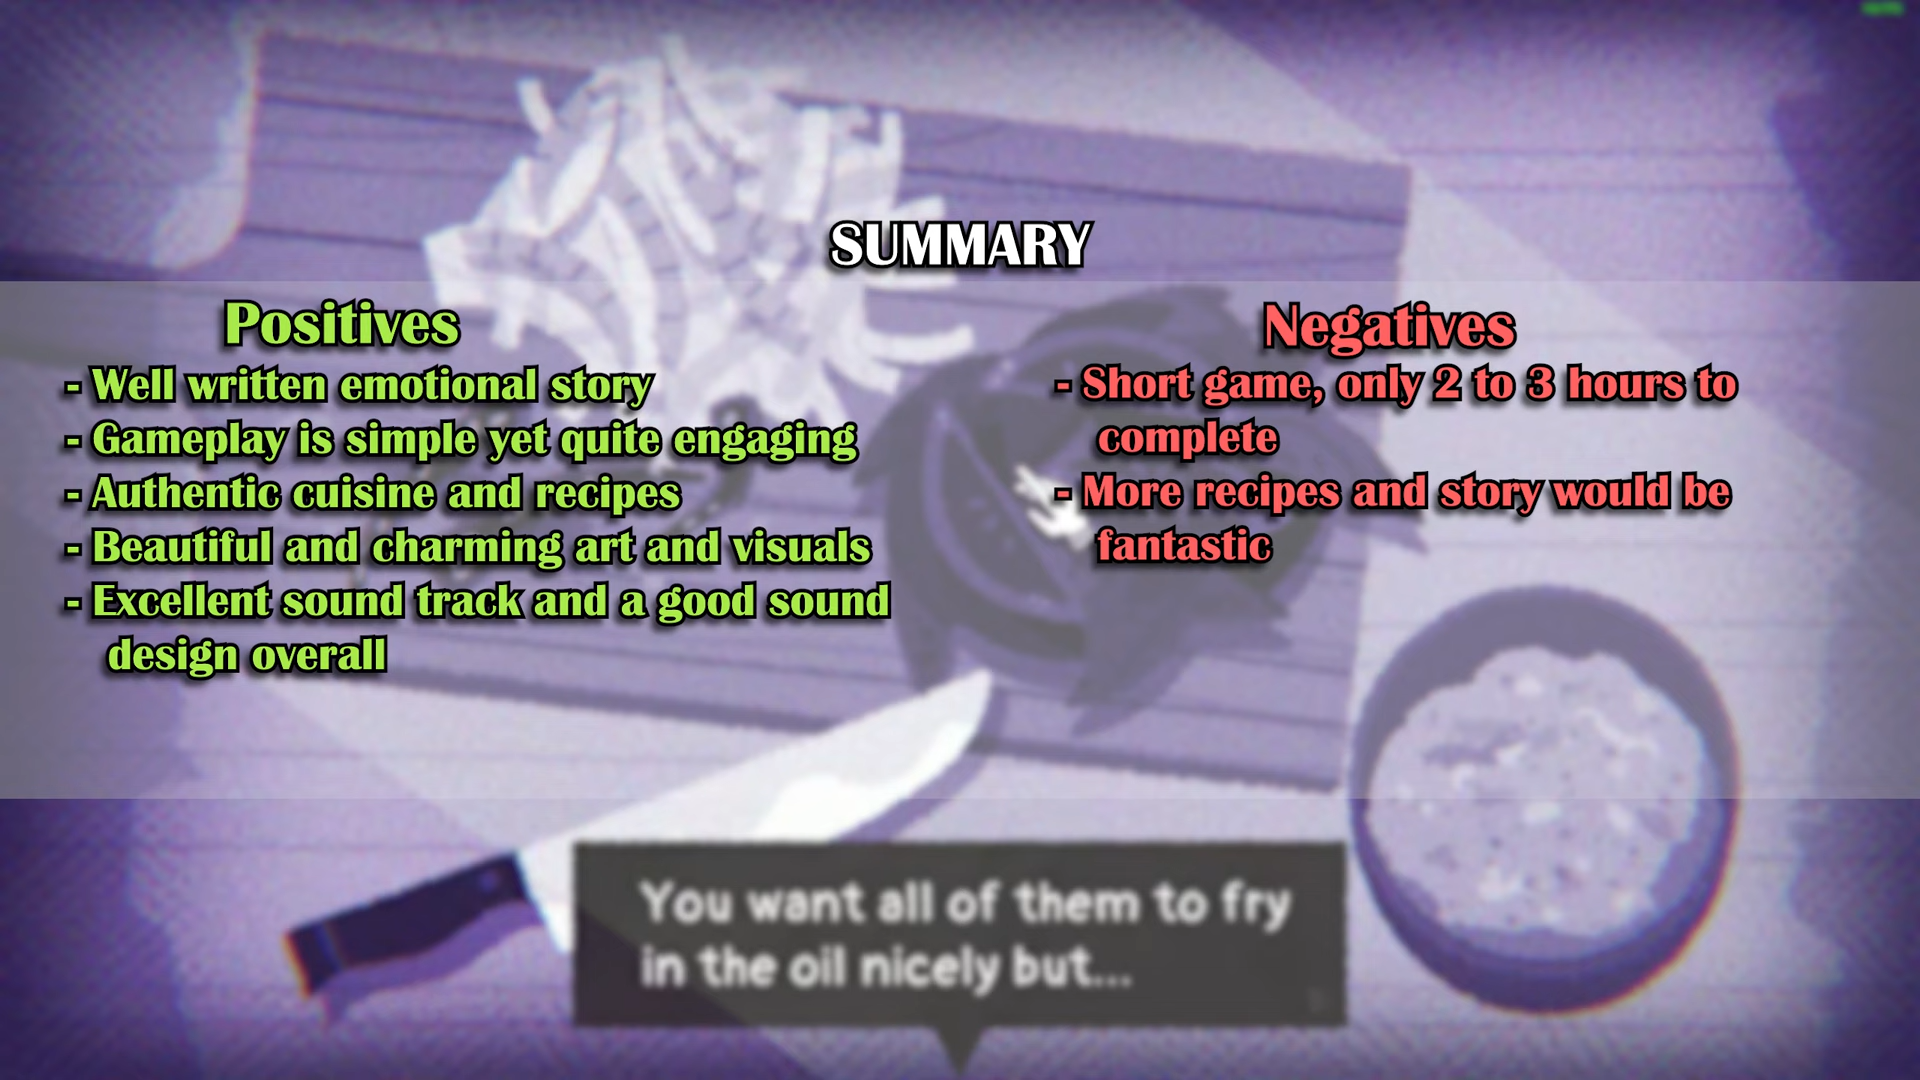 SUMMARY
Positives
- Well written emotional story
- Gameplay is simple yet quite engaging
- Authentic cuisine and recipes
- Beautiful and charming art and visuals
- Excellent sound track and a good sound
design overall
Negatives
- Short game, only 2 to 3 hours to
complete
- More recipes and story would be
fantastic
You want all of them to fry
in the oil nicely but...